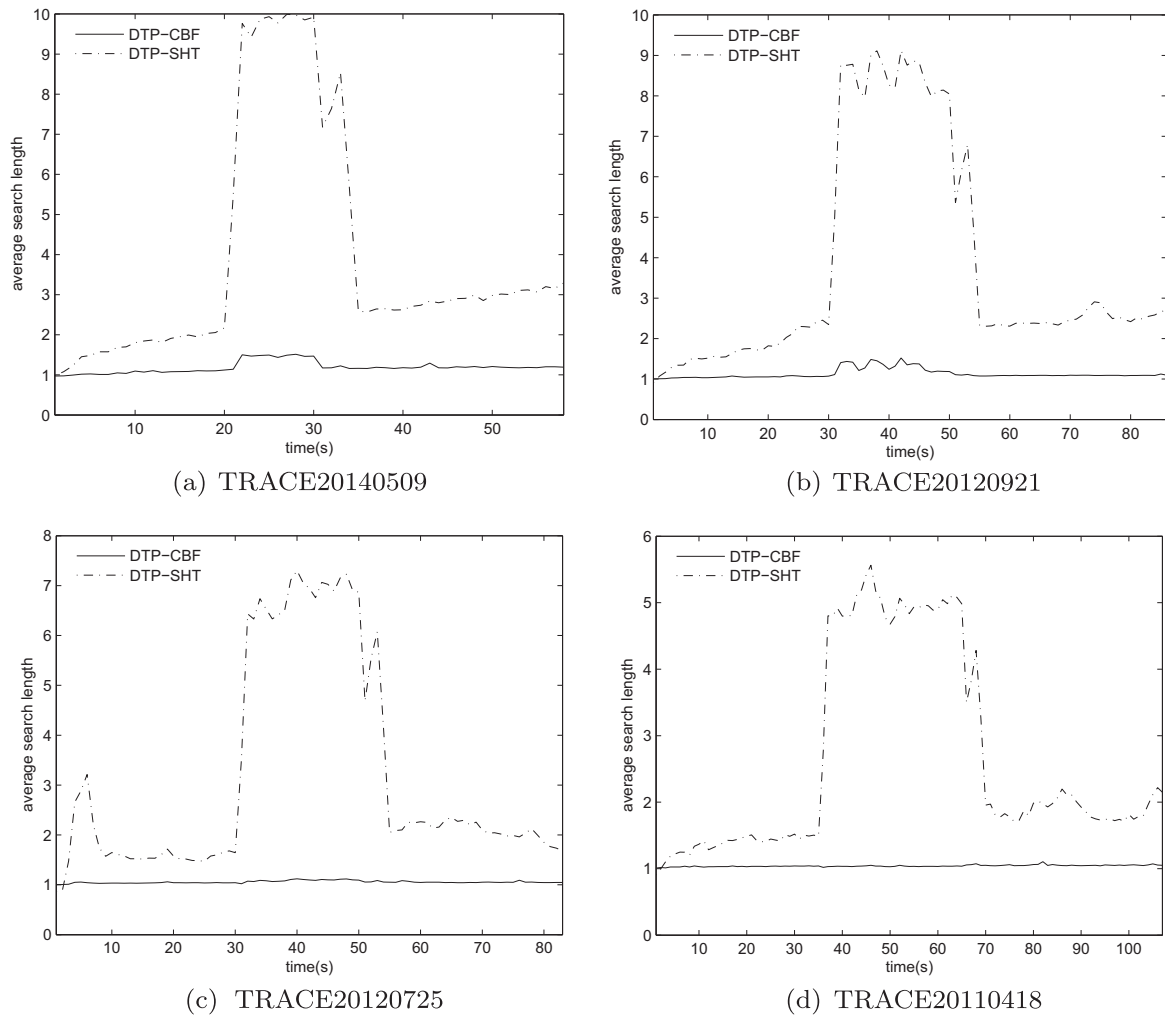 10
9
8
7
6
5
4
3
2
1
0
average search length
DTP-CBF
DTP-SHT
10 20 30 40 50
time(s)
(a) TRACE20140509
10
9
8
7
6
5
4
3
2
1
0
average search length
DTP-CBF
DTP-SHT
10 20 30 40 50 60 70 80
time(s)
(b) TRACE20120921
8
7
6
5
4
3
2
1
0
average search length
DTP-CBF
DTP-SHT
10 20 30 40 50 60 70 80
time(s)
(c) TRACE20120725
6
5
4
3
2
1
0
average search length
DTP-CBF
DTP-SHT
10 20 30 40 50 60 70 80 90 100
time(s)
(d) TRACE20110418